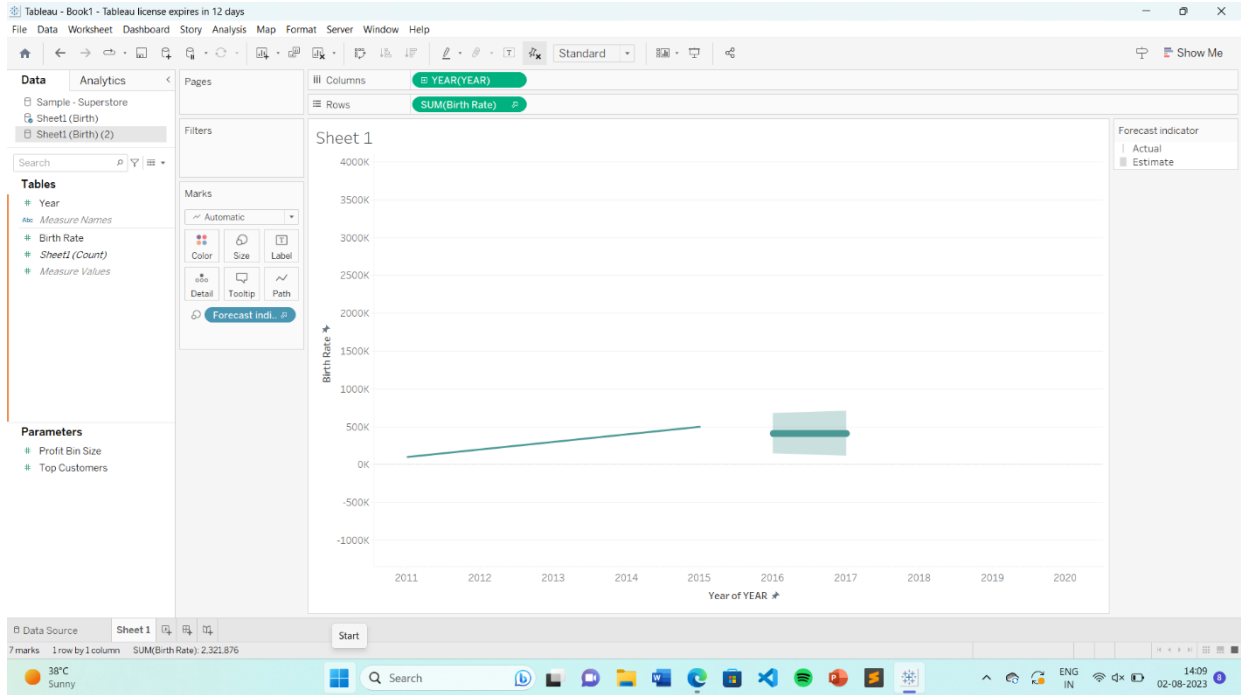 Tableau - Book1 - Tableau license expires in 12 days
File Data Worksheet Dashboard Story Analysis Map Format Server Window Help
Standard
Show Me
Data Analytics
Sample - Superstore
Sheet1 (Birth)
Sheet1 (Birth) (2)
Search
Tables
# Year
Abc Measure Names
# Birth Rate
# Sheet1 (Count)
# Measure Values
Parameters
# Profit Bin Size
# Top Customers
Pages
Filters
Marks
Automatic
Color Size Label
Detail Tooltip Path
Forecast indi..
Columns YEAR(YEAR)
Rows SUM(Birth Rate)
Sheet 1
4000K
3500K
3000K
2500K
2000K
1500K
1000K
500K
0K
-500K
-1000K
Birth Rate
2011 2012 2013 2014 2015 2016 2017 2018 2019 2020
Year of YEAR
Forecast indicator
Actual
Estimate
Data Source Sheet 1
Start
7 marks 1 row by 1 column SUM(Birth Rate): 2,321,876
38°C
Sunny
Search
ENG
IN
14:09
02-08-2023
8